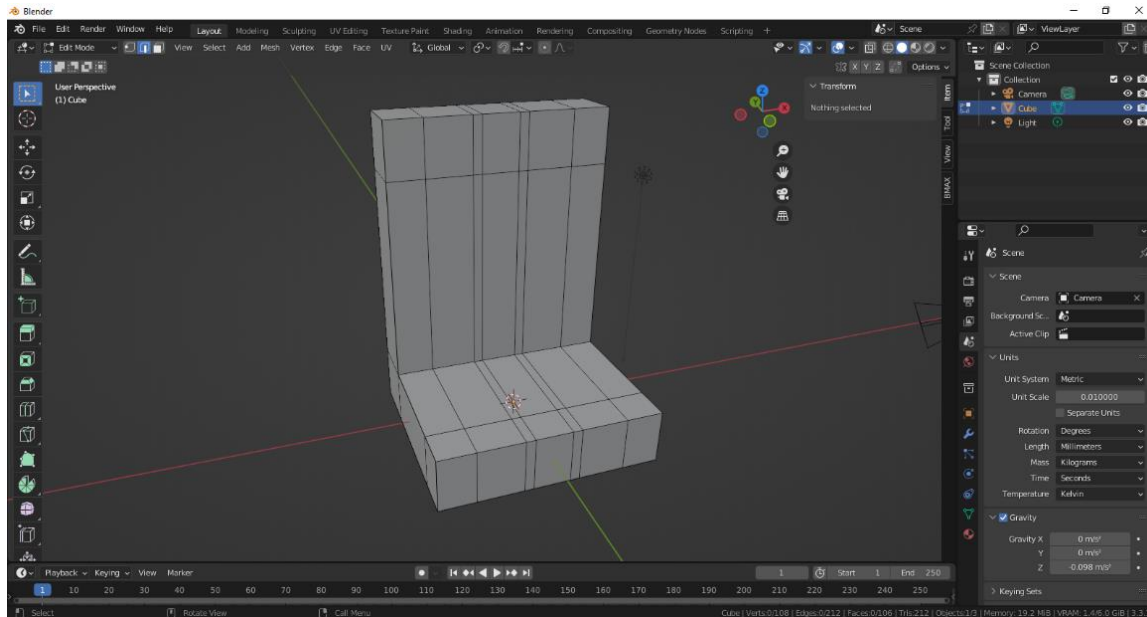 Blender
File Edit Render Window Help Layout Modeling Sculpting UV Editing Texture Paint Shading Animation Rendering Compositing Geometry Nodes Scripting + Scene ViewLayer
Edit Mode View Select Add Mesh Vertex Edge Face UV Global
X Y Z Options
User Perspective
(1) Cube
Transform
Nothing selected
Item
Tool
View
BMAX
Z
Y
X
Scene Collection
Collection
Camera
Cube
Light
Scene
Scene
Camera Camera
Background Sc...
Active Clip
Units
Unit System Metric
Unit Scale 0.010000
Separate Units
Rotation Degrees
Length Millimeters
Mass Kilograms
Time Seconds
Temperature Kelvin
Gravity
Gravity X 0 m/s²
Y 0 m/s²
Z -0.098 m/s²
Keying Sets
Playback Keying View Marker 1 Start 1 End 250
1 10 20 30 40 50 60 70 80 90 100 110 120 130 140 150 160 170 180 190 200 210 220 230 240 250
Select Rotate View Call Menu Cube | Verts:0/108 | Edges:0/212 | Faces:0/106 | Tris:212 | Objects:1/3 | Memory: 19.2 MiB | VRAM: 1.4/6.0 GiB | 3.3.